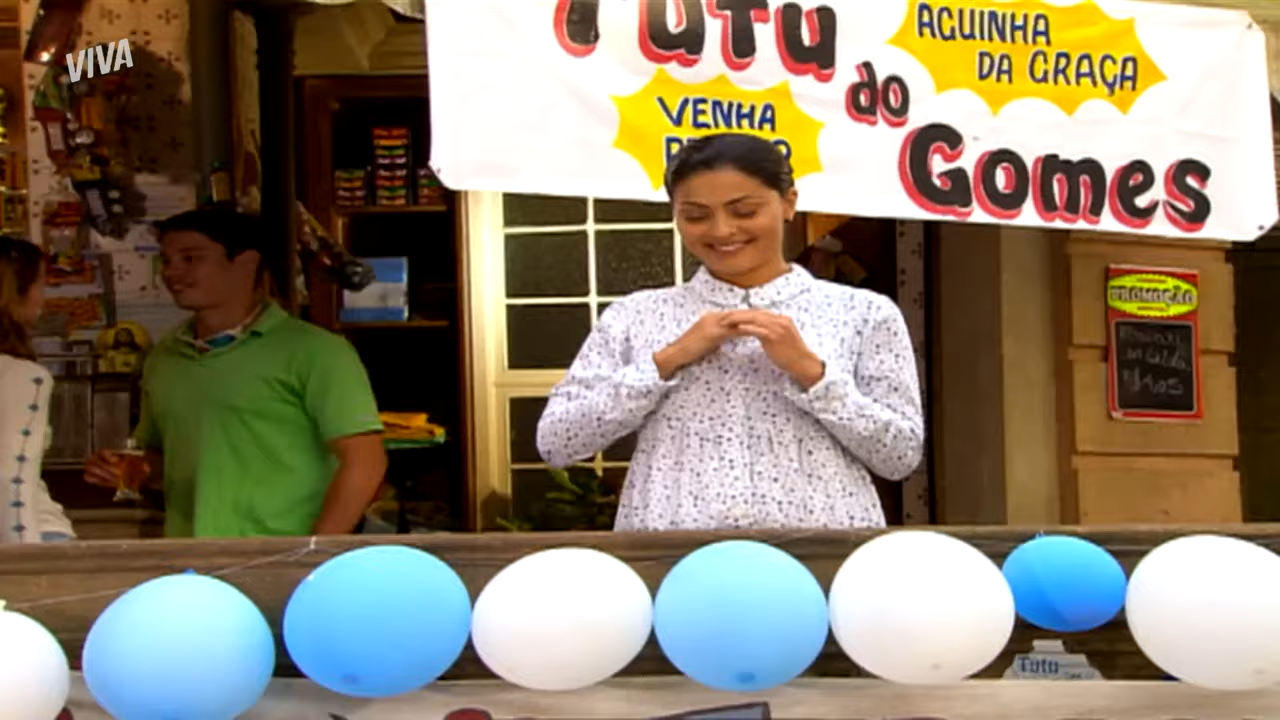 VIVA
Tutu do Gomes
AGUINHA
DA GRAÇA
VENHA
PROMOÇÃO
Tutu